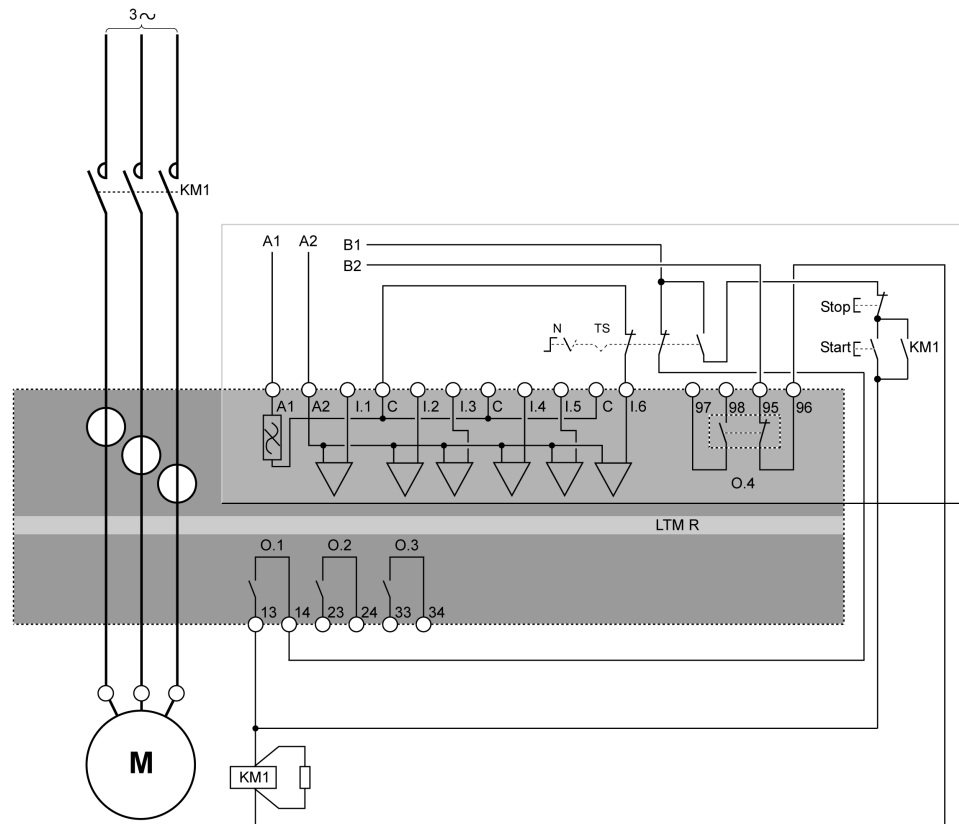 3~
KM1
A1 A2 B1
B2
Stop
N TS
Start KM1
A1 A2 I.1 C I.2 I.3 C I.4 I.5 C I.6 97 98 95 96
O.4
LTM R
O.1 O.2 O.3
13 14 23 24 33 34
M
KM1